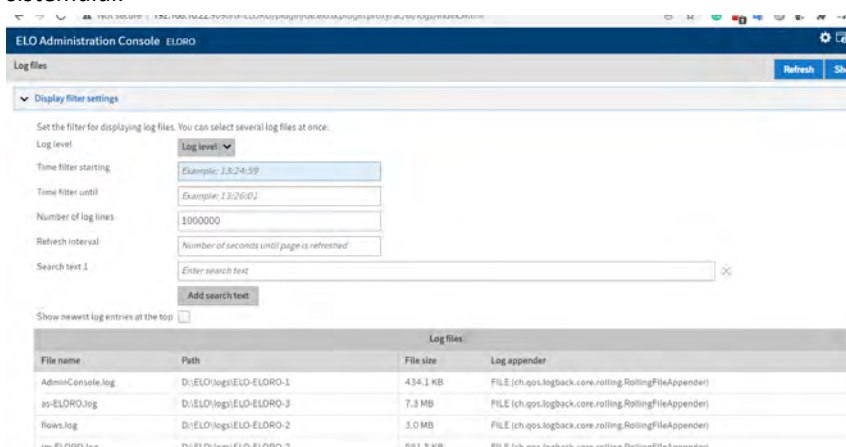 Not secure
ELO Administration Console ELORO
Log files
Refresh
Display filter settings
Set the filter for displaying log files. You can select several log files at once.
Log level Log level
Time filter starting Example: 13:24:59
Time filter until Example: 13:26:01
Number of log lines 1000000
Refresh interval Number of seconds until page is refreshed
Search text 1 Enter search text
Add search text
Show newest log entries at the top
Log files
File name Path File size Log appender
AdminConsole.log D:\ELO\logs\ELO-ELORO-1 434.1 KB FILE (ch.qos.logback.core.rolling.RollingFileAppender)
as-ELORO.log D:\ELO\logs\ELO-ELORO-3 7.3 MB FILE (ch.qos.logback.core.rolling.RollingFileAppender)
flows.log D:\ELO\logs\ELO-ELORO-2 3.0 MB FILE (ch.qos.logback.core.rolling.RollingFileAppender)